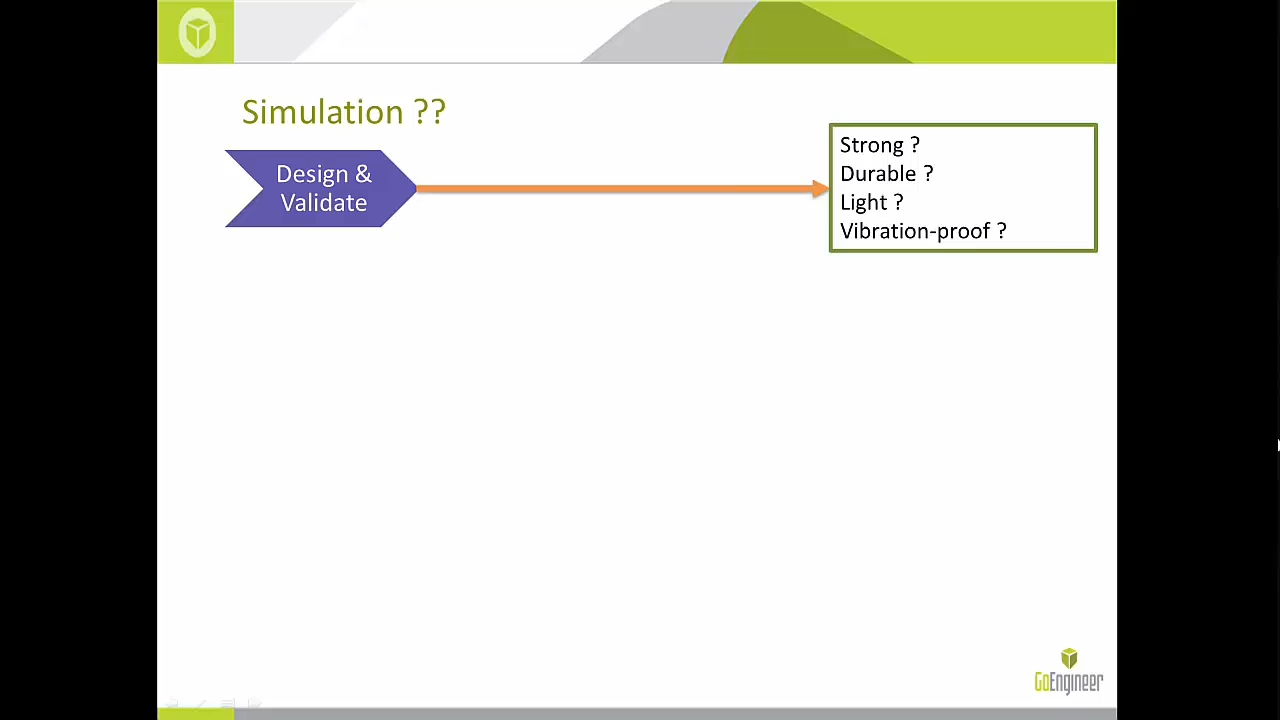 Simulation ??
Design &
Validate
Strong ?
Durable ?
Light ?
Vibration-proof ?
GoEngineer